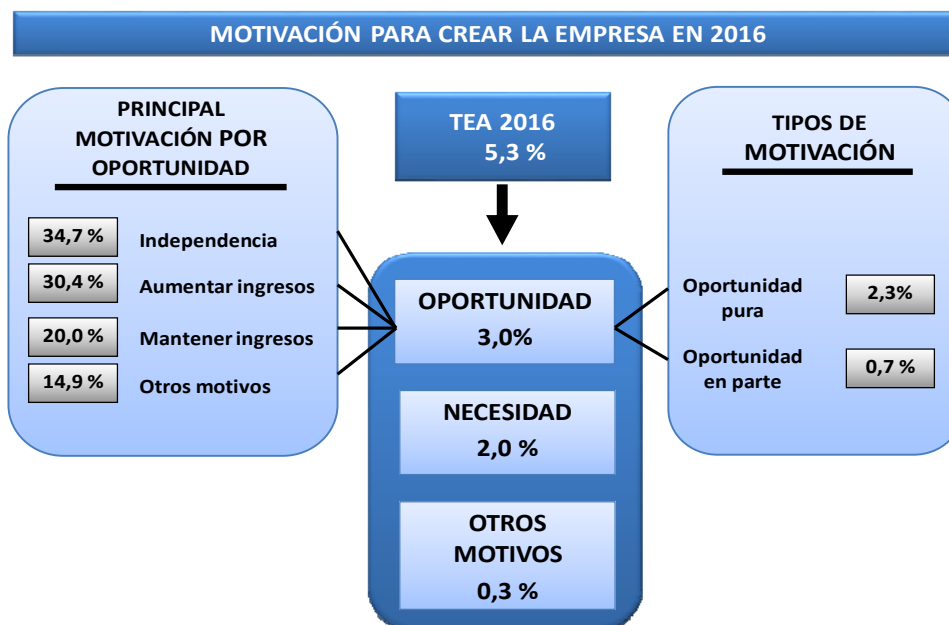 MOTIVACIÓN PARA CREAR LA EMPRESA EN 2016
PRINCIPAL
MOTIVACIÓN POR
OPORTUNIDAD
34,7 % Independencia
30,4 % Aumentar ingresos
20,0 % Mantener ingresos
14,9 % Otros motivos
TEA 2016
5,3 %
OPORTUNIDAD
3,0%
NECESIDAD
2,0 %
OTROS
MOTIVOS
0,3 %
TIPOS DE
MOTIVACIÓN
Oportunidad
pura
2,3%
Oportunidad
en parte
0,7 %